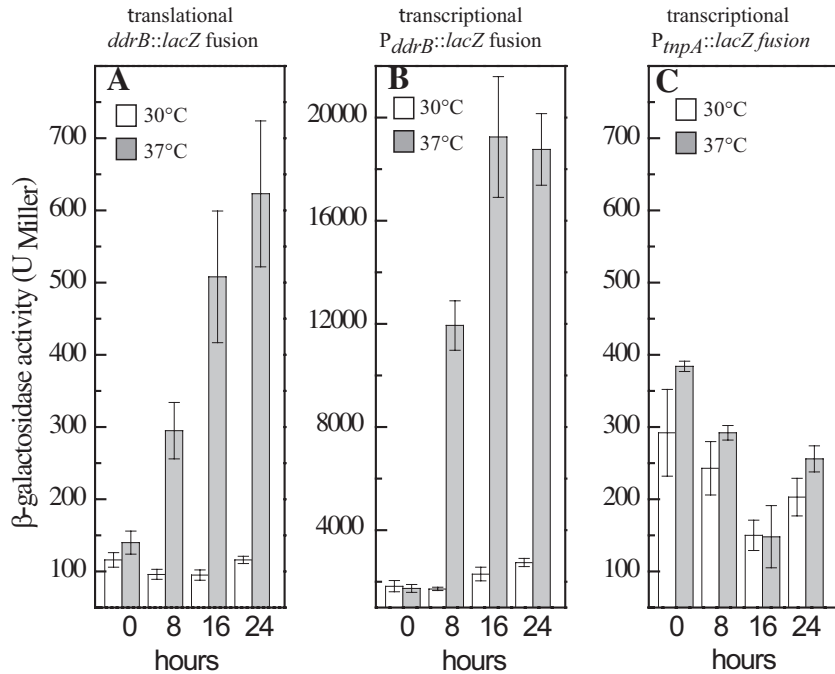 translational
ddrB::lacZ fusion
transcriptional
PddrB::lacZ fusion
transcriptional
PtnpA::lacZ fusion
β-galactosidase activity (U Miller)
A
30°C
37°C
700
600
500
400
300
200
100
0 8 16 24
hours
B
30°C
37°C
20000
16000
12000
8000
4000
0 8 16 24
hours
C
30°C
37°C
700
600
500
400
300
200
100
0 8 16 24
hours